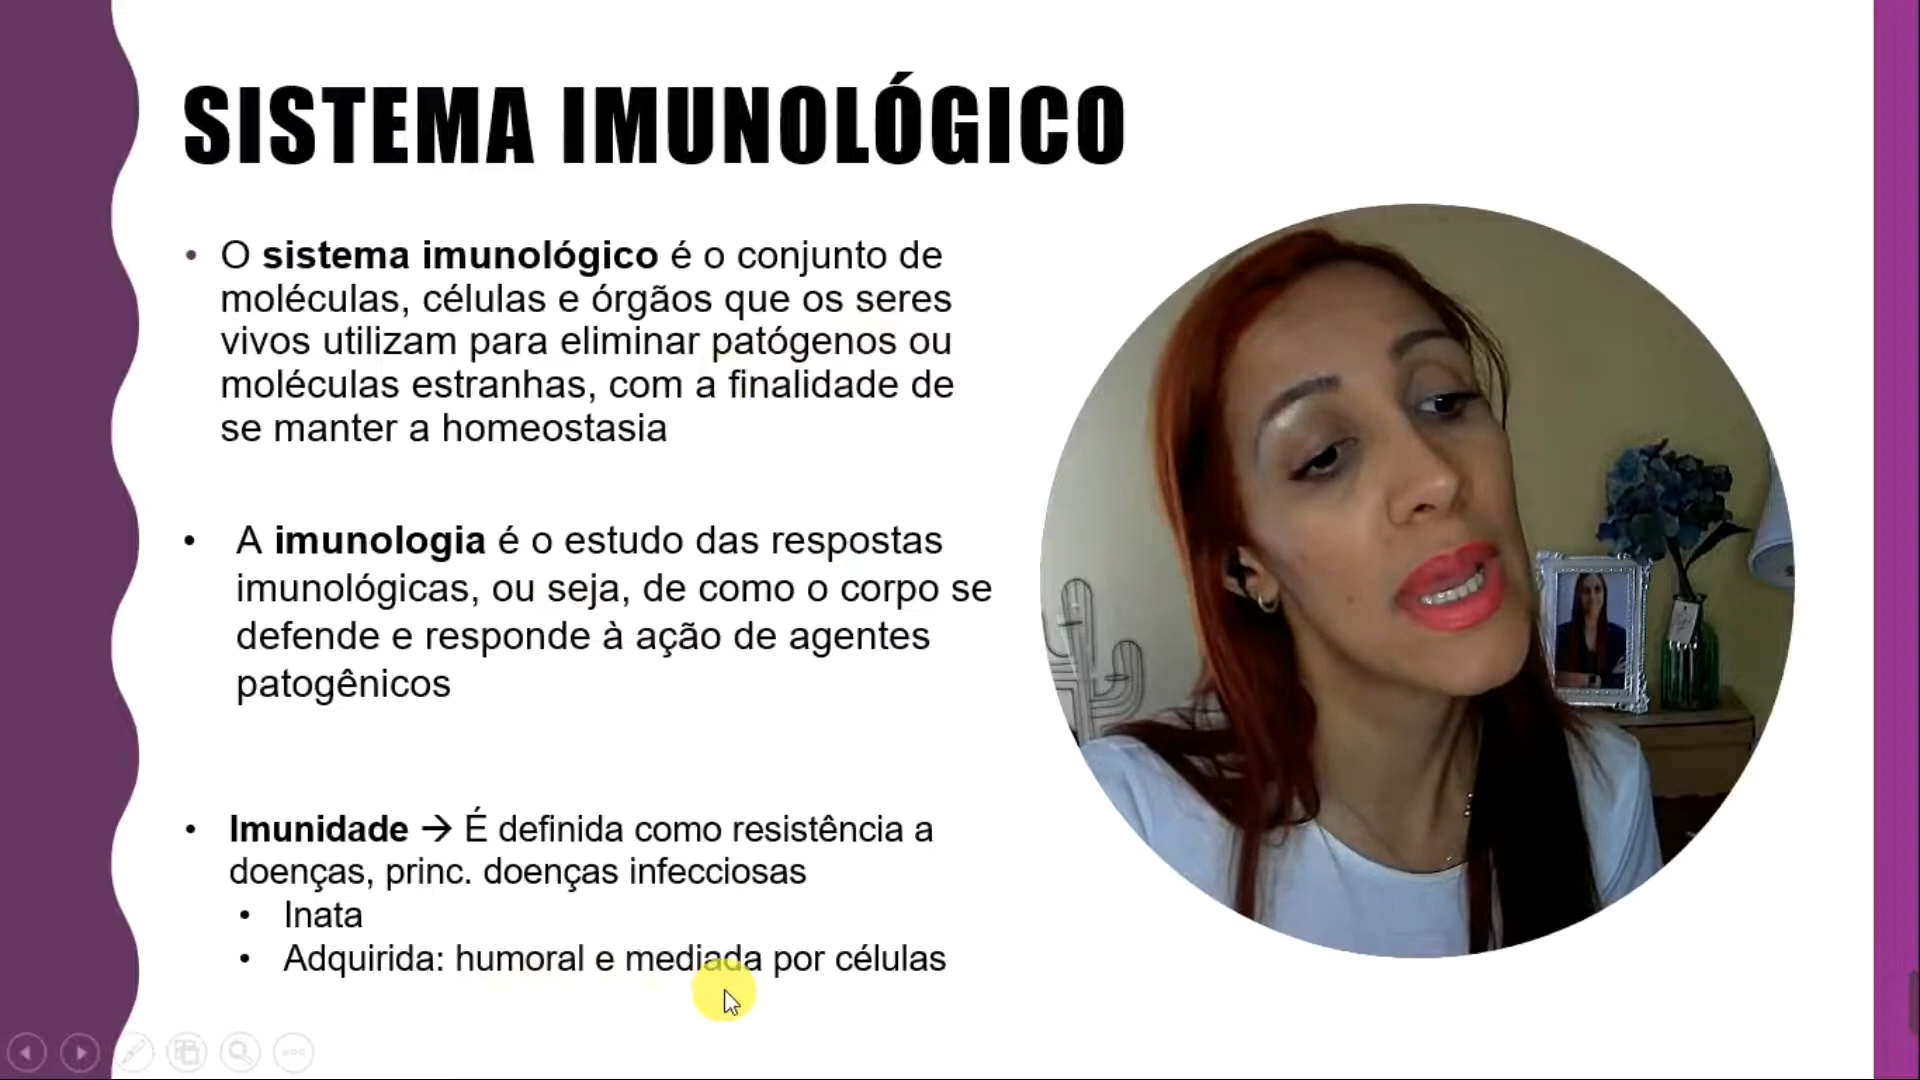 SISTEMA IMUNOLÓGICO
• O sistema imunológico é o conjunto de
moléculas, células e órgãos que os seres
vivos utilizam para eliminar patógenos ou
moléculas estranhas, com a finalidade de
se manter a homeostasia
• A imunologia é o estudo das respostas
imunológicas, ou seja, de como o corpo se
defende e responde à ação de agentes
patogênicos
• Imunidade → É definida como resistência a
doenças, princ. doenças infecciosas
• Inata
• Adquirida: humoral e mediada por células